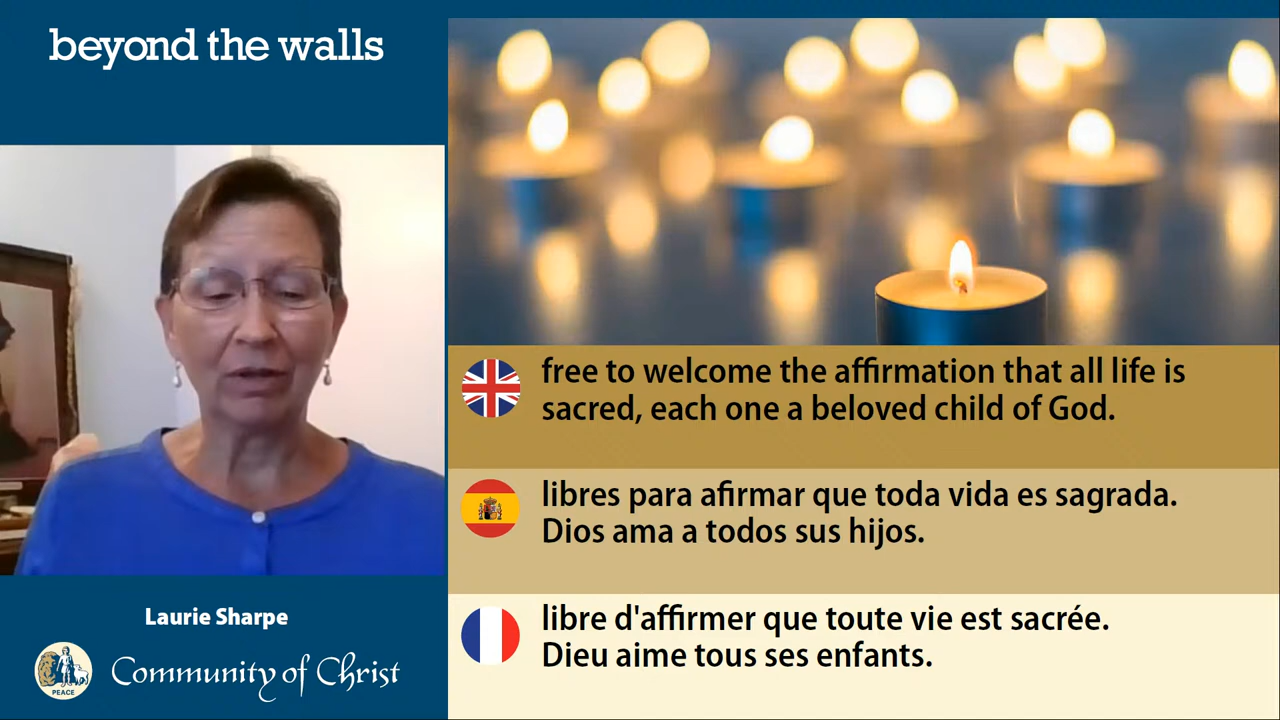 beyond the walls
free to welcome the affirmation that all life is
sacred, each one a beloved child of God.
libres para afirmar que toda vida es sagrada.
Dios ama a todos sus hijos.
libre d'affirmer que toute vie est sacrée.
Dieu aime tous ses enfants.
Laurie Sharpe
PEACE
Community of Christ